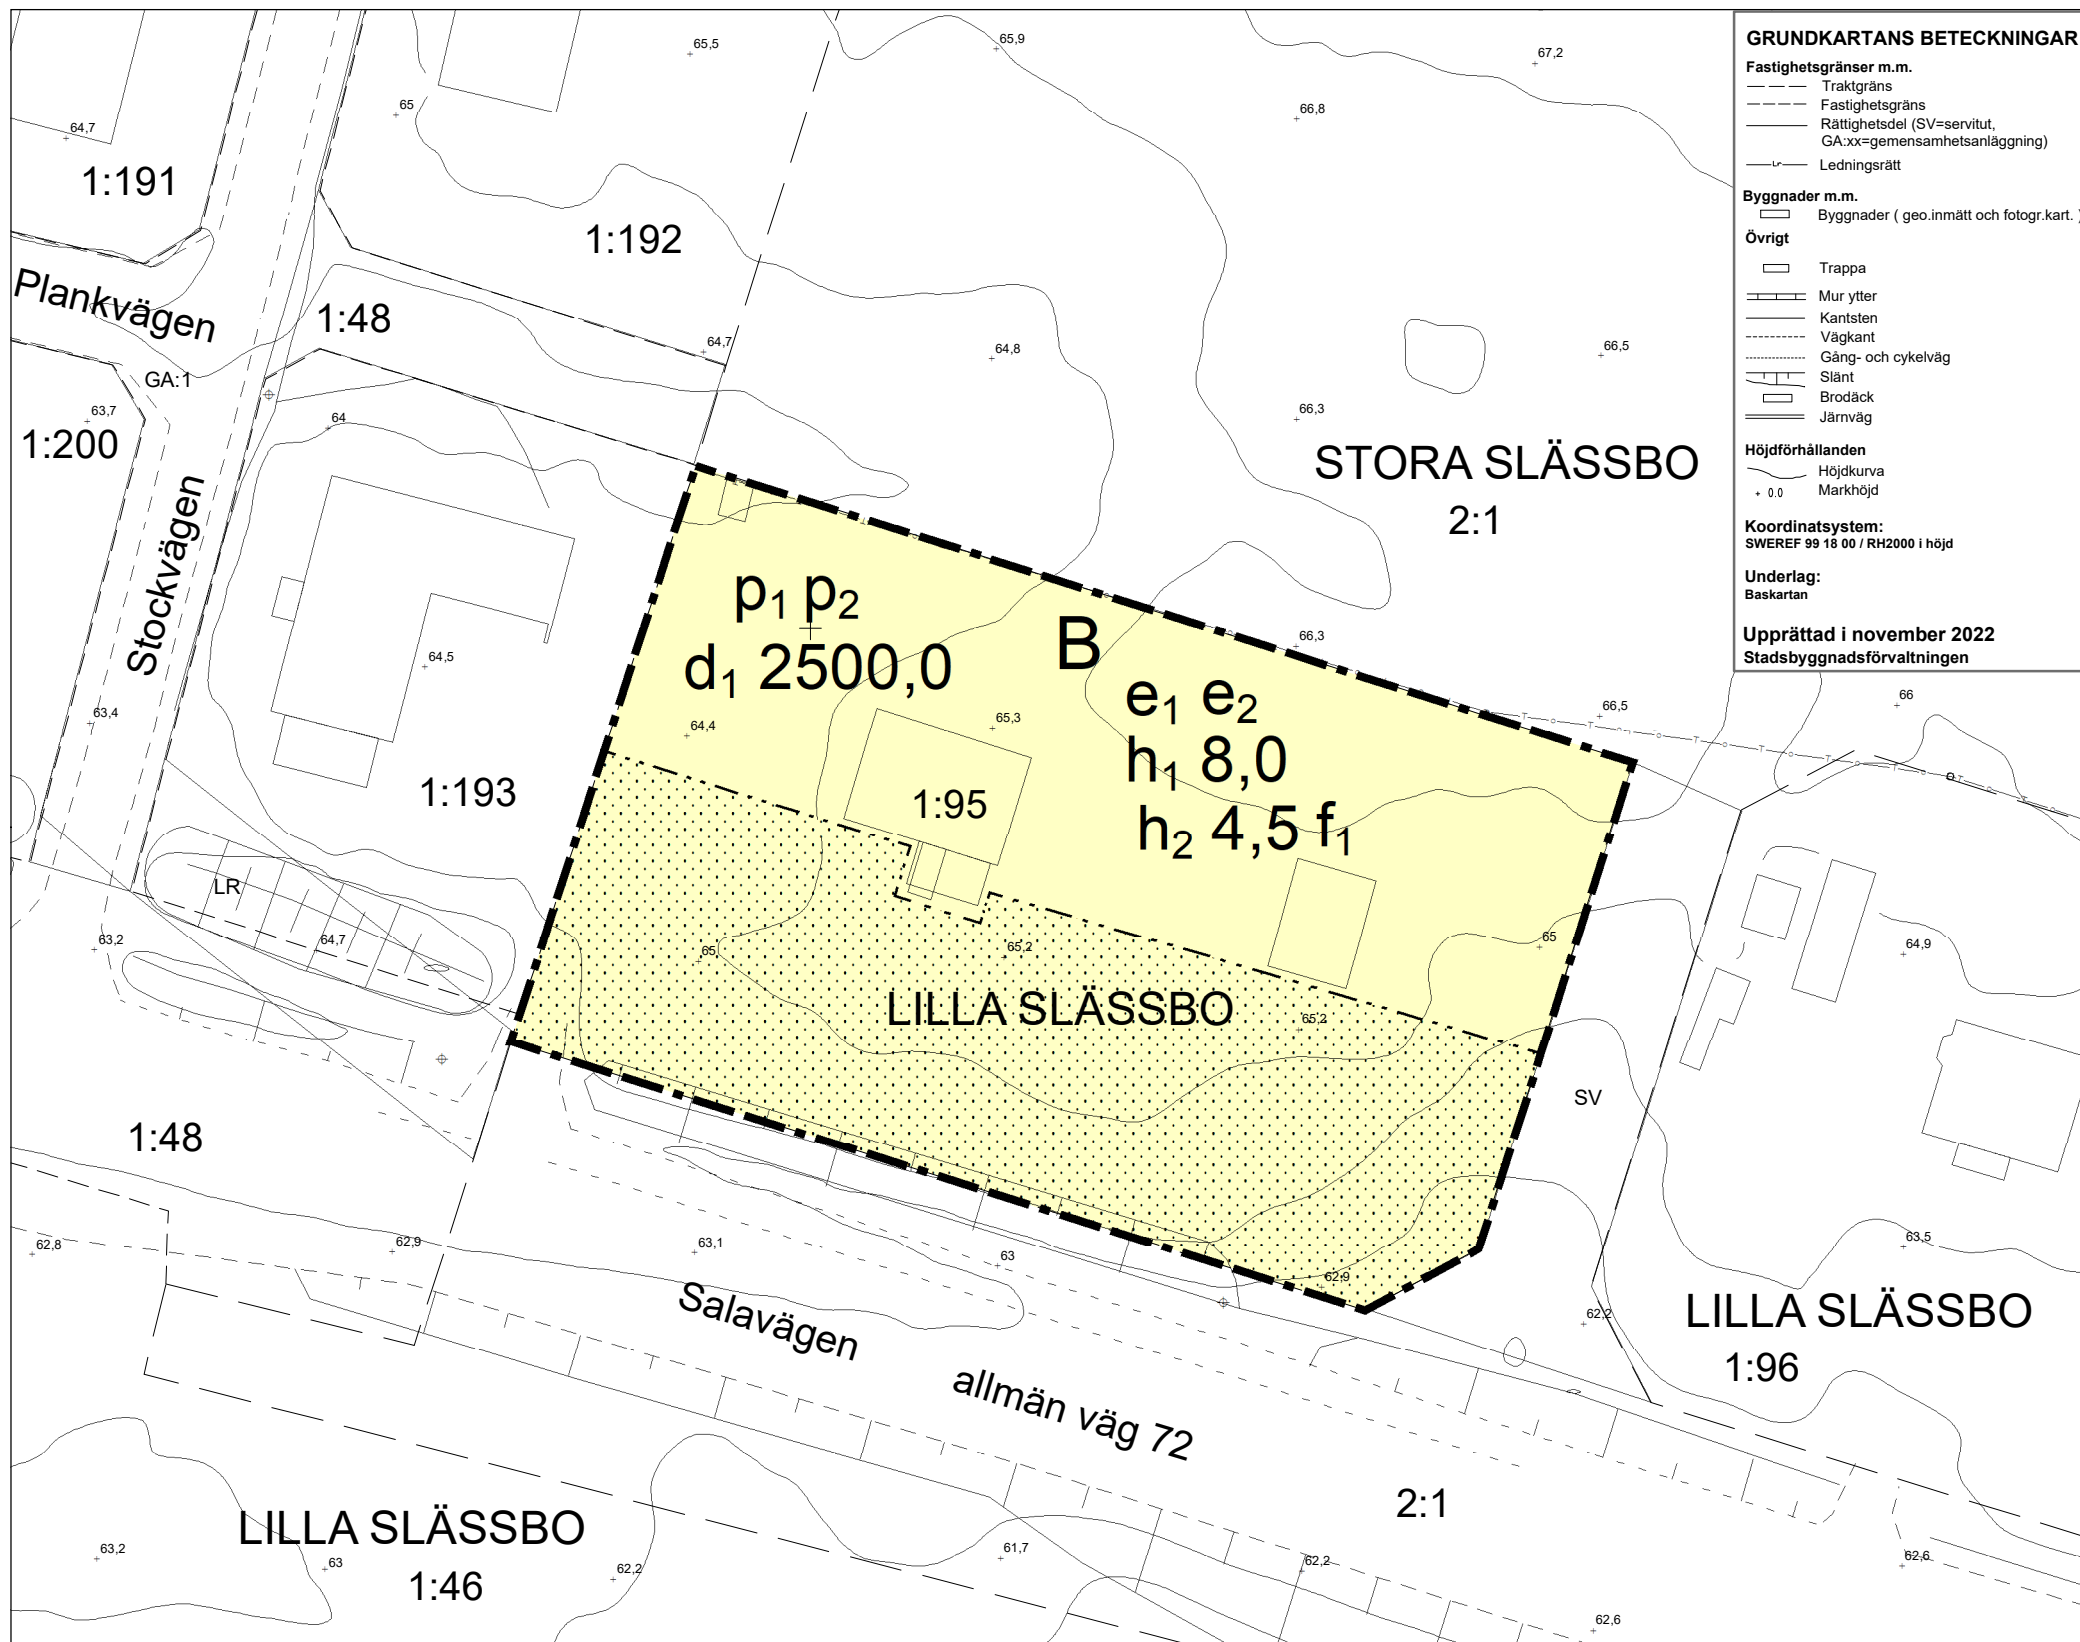 GRUNDKARTANS BETECKNINGAR
Fastighetsgränser m.m.
Traktgräns
Fastighetsgräns
Rättighetsdel (SV=servitut,
GA:xx=gemensamhetsanläggning)
Lr
Ledningsrätt
Byggnader m.m.
Byggnader ( geo.inmätt och fotogr.kart. )
Övrigt
Trappa
Mur ytter
Kantsten
Vägkant
Gång- och cykelväg
Slänt
Brodäck
Järnväg
Höjdförhållanden
Höjdkurva
+ 0.0 Markhöjd
Koordinatsystem:
SWEREF 99 18 00 / RH2000 i höjd
Underlag:
Baskartan
Upprättad i november 2022
Stadsbyggnadsförvaltningen
65,5
65,9
67,2
65
66,8
64,7
1:191
1:192
Plankvägen
1:48
64,7
64,8
66,5
GA:1
63,7
64
66,3
1:200
STORA SLÄSSBO
2:1
Stockvägen
p1 p2
d1 2500,0
B
66,3
64,5
e1 e2
h1 8,0
h2 4,5 f1
63,4
64,4
65,3
66,5
66
1:193
1:95
LR
64,7
63,2
65
65,2
65
64,9
LILLA SLÄSSBO
65,2
SV
1:48
62,8
62,9
63,1
63
62,9
63,5
62,2
Salavägen
LILLA SLÄSSBO
1:96
allmän väg 72
2:1
LILLA SLÄSSBO
1:46
63,2
63
62,2
61,7
62,2
62,6
62,6